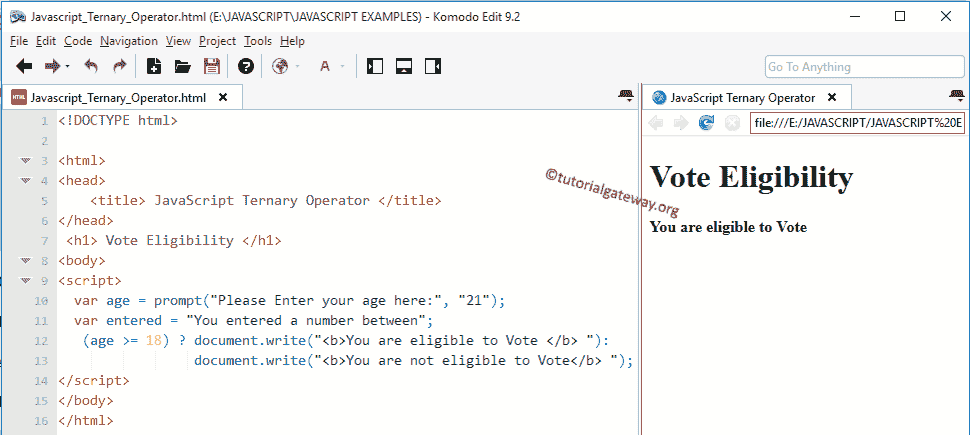 Javascript_Ternary_Operator.html (E:\JAVASCRIPT\JAVASCRIPT EXAMPLES) - Komodo Edit 9.2
File Edit Code Navigation View Project Tools Help
A
Go To Anything
HTML Javascript_Ternary_Operator.html
1 <!DOCTYPE html>
2
3 <html>
4 <head>
5 <title> JavaScript Ternary Operator </title>
6 </head>
7 <h1> Vote Eligibility </h1>
8 <body>
9 <script>
10 var age = prompt("Please Enter your age here:", "21");
11 var entered = "You entered a number between";
12 (age >= 18) ? document.write("<b>You are eligible to Vote </b> "):
13 document.write("<b>You are not eligible to Vote</b> ");
14 </script>
15 </body>
16 </html>
©tutorialgateway.org
JavaScript Ternary Operator
file:///E:/JAVASCRIPT/JAVASCRIPT%20E
Vote Eligibility
You are eligible to Vote